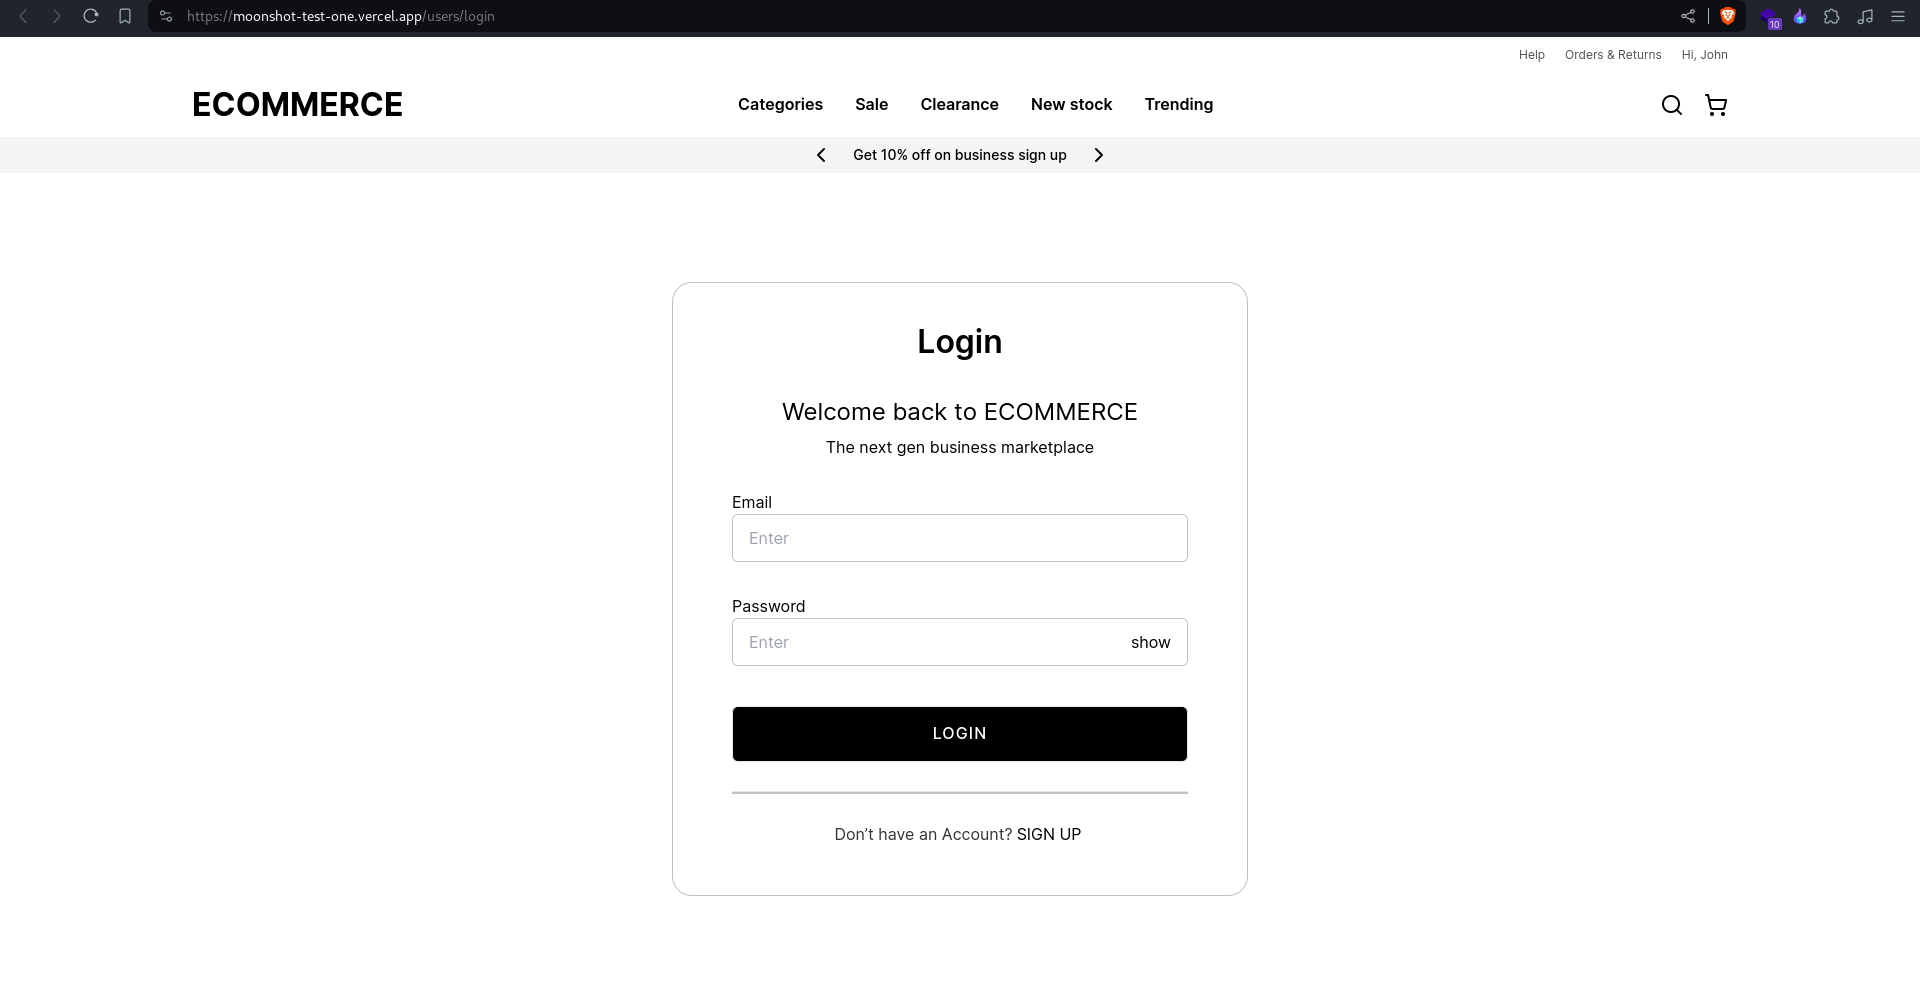 https://moonshot-test-one.vercel.app/users/login
10
Help Orders & Returns Hi, John
ECOMMERCE Categories Sale Clearance New stock Trending
Get 10% off on business sign up
Login
Welcome back to ECOMMERCE
The next gen business marketplace
Email
Enter
Password
Enter show
LOGIN
Don’t have an Account? SIGN UP